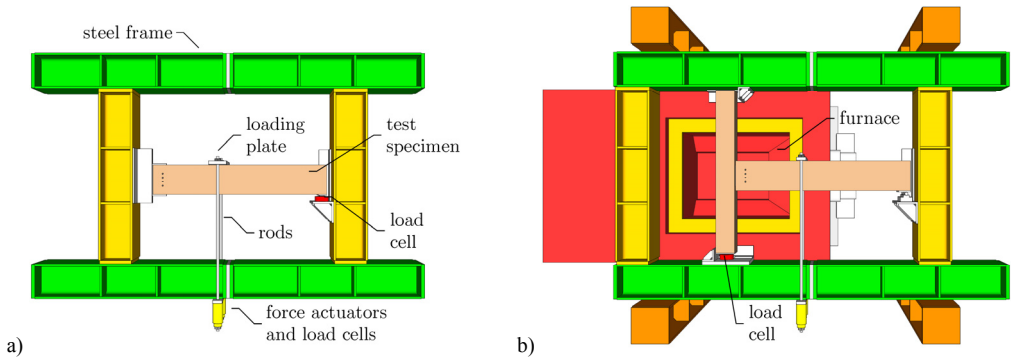 steel frame
loading
plate
test
specimen
rods
load
cell
force actuators
and load cells
a)
furnace
load
cell
b)